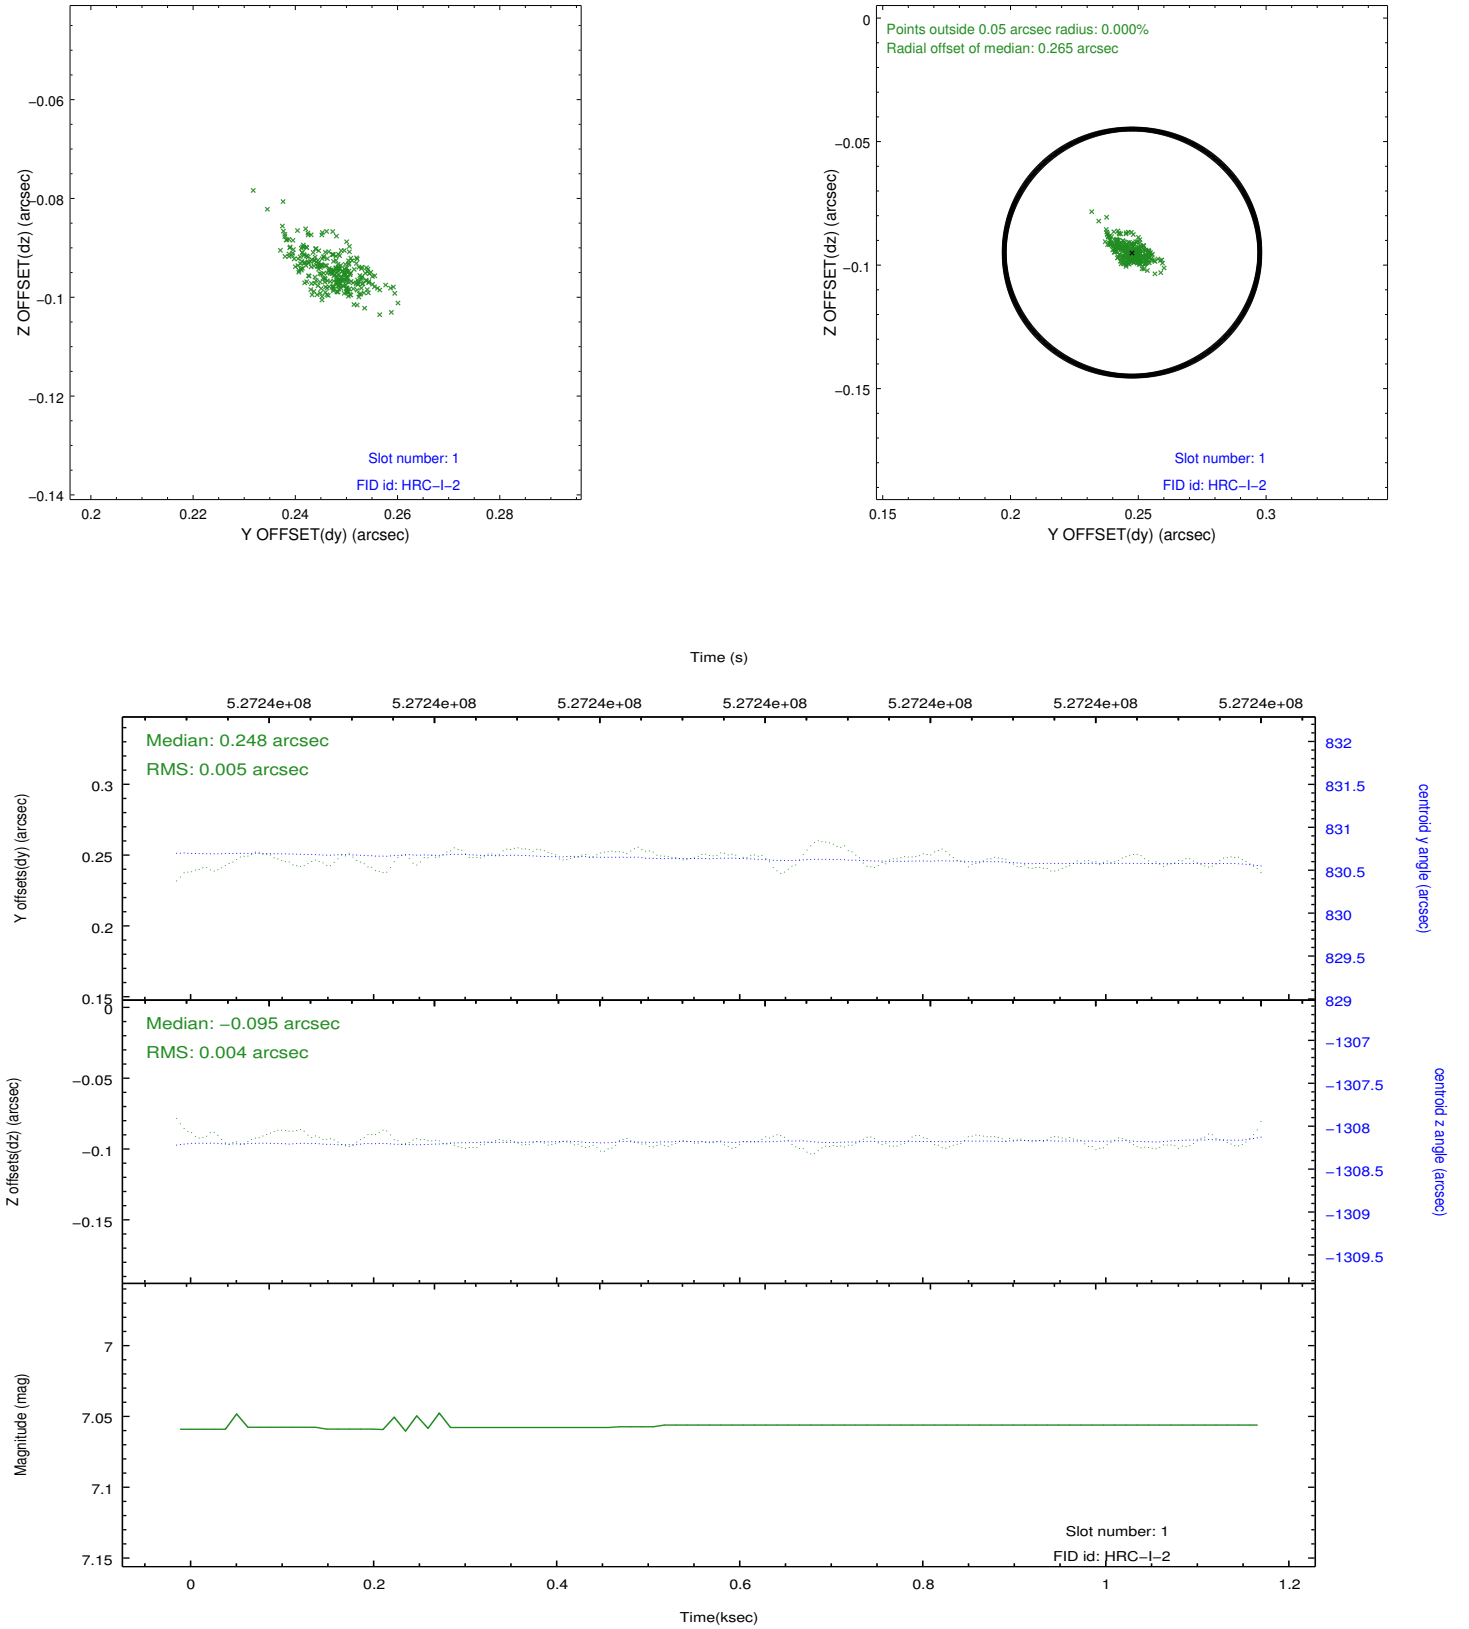 −0.06
−0.08
−0.1
−0.12
−0.14
Z OFFSET(dz) (arcsec)
Slot number: 1
FID id: HRC−I−2
0.2 0.22 0.24 0.26 0.28
Y OFFSET(dy) (arcsec)
Points outside 0.05 arcsec radius: 0.000%
Radial offset of median: 0.265 arcsec
0
−0.05
−0.1
−0.15
Z OFFSET(dz) (arcsec)
Slot number: 1
FID id: HRC−I−2
0.15 0.2 0.25 0.3
Y OFFSET(dy) (arcsec)
Time (s)
5.2724e+08 5.2724e+08 5.2724e+08 5.2724e+08 5.2724e+08 5.2724e+08 5.2724e+08
Median: 0.248 arcsec
RMS: 0.005 arcsec
0.3
0.25
0.2
0.15
Y offsets(dy) (arcsec)
832
831.5
831
830.5
830
829.5
829
centroid y angle (arcsec)
Median: −0.095 arcsec
RMS: 0.004 arcsec
0
−0.05
−0.1
−0.15
Z offsets(dz) (arcsec)
−1307
−1307.5
−1308
−1308.5
−1309
−1309.5
centroid z angle (arcsec)
7
7.05
7.1
7.15
Magnitude (mag)
Slot number: 1
FID id: HRC−I−2
0 0.2 0.4 0.6 0.8 1 1.2
Time(ksec)